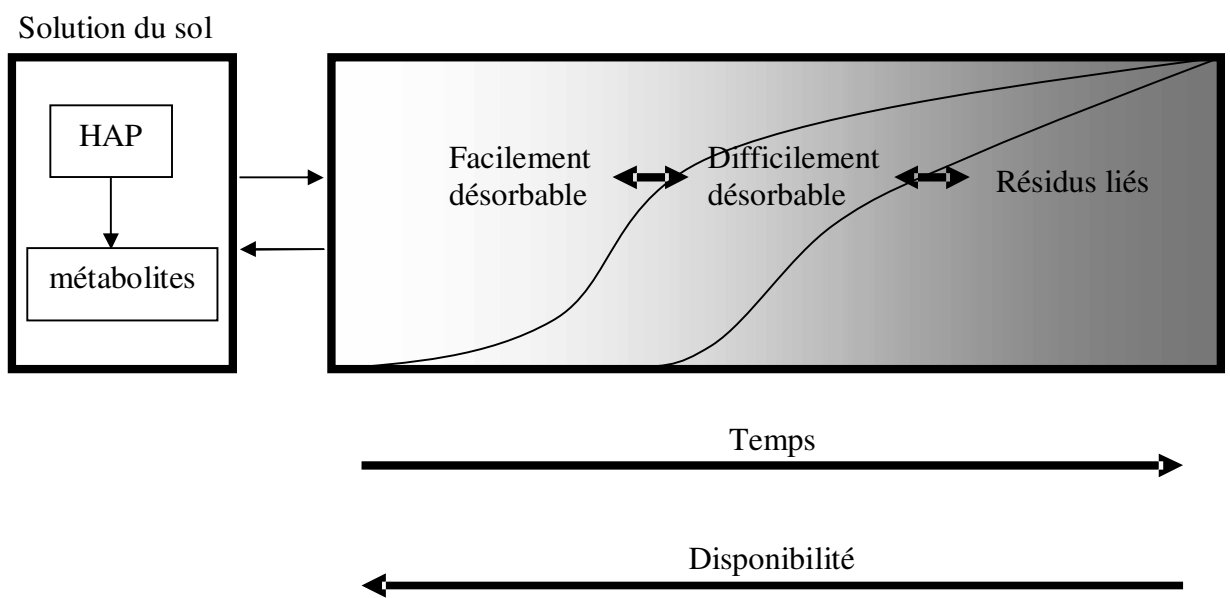 Solution du sol
HAP
métabolites
Facilement
désorbable
Difficilement
désorbable
Résidus liés
Temps
Disponibilité